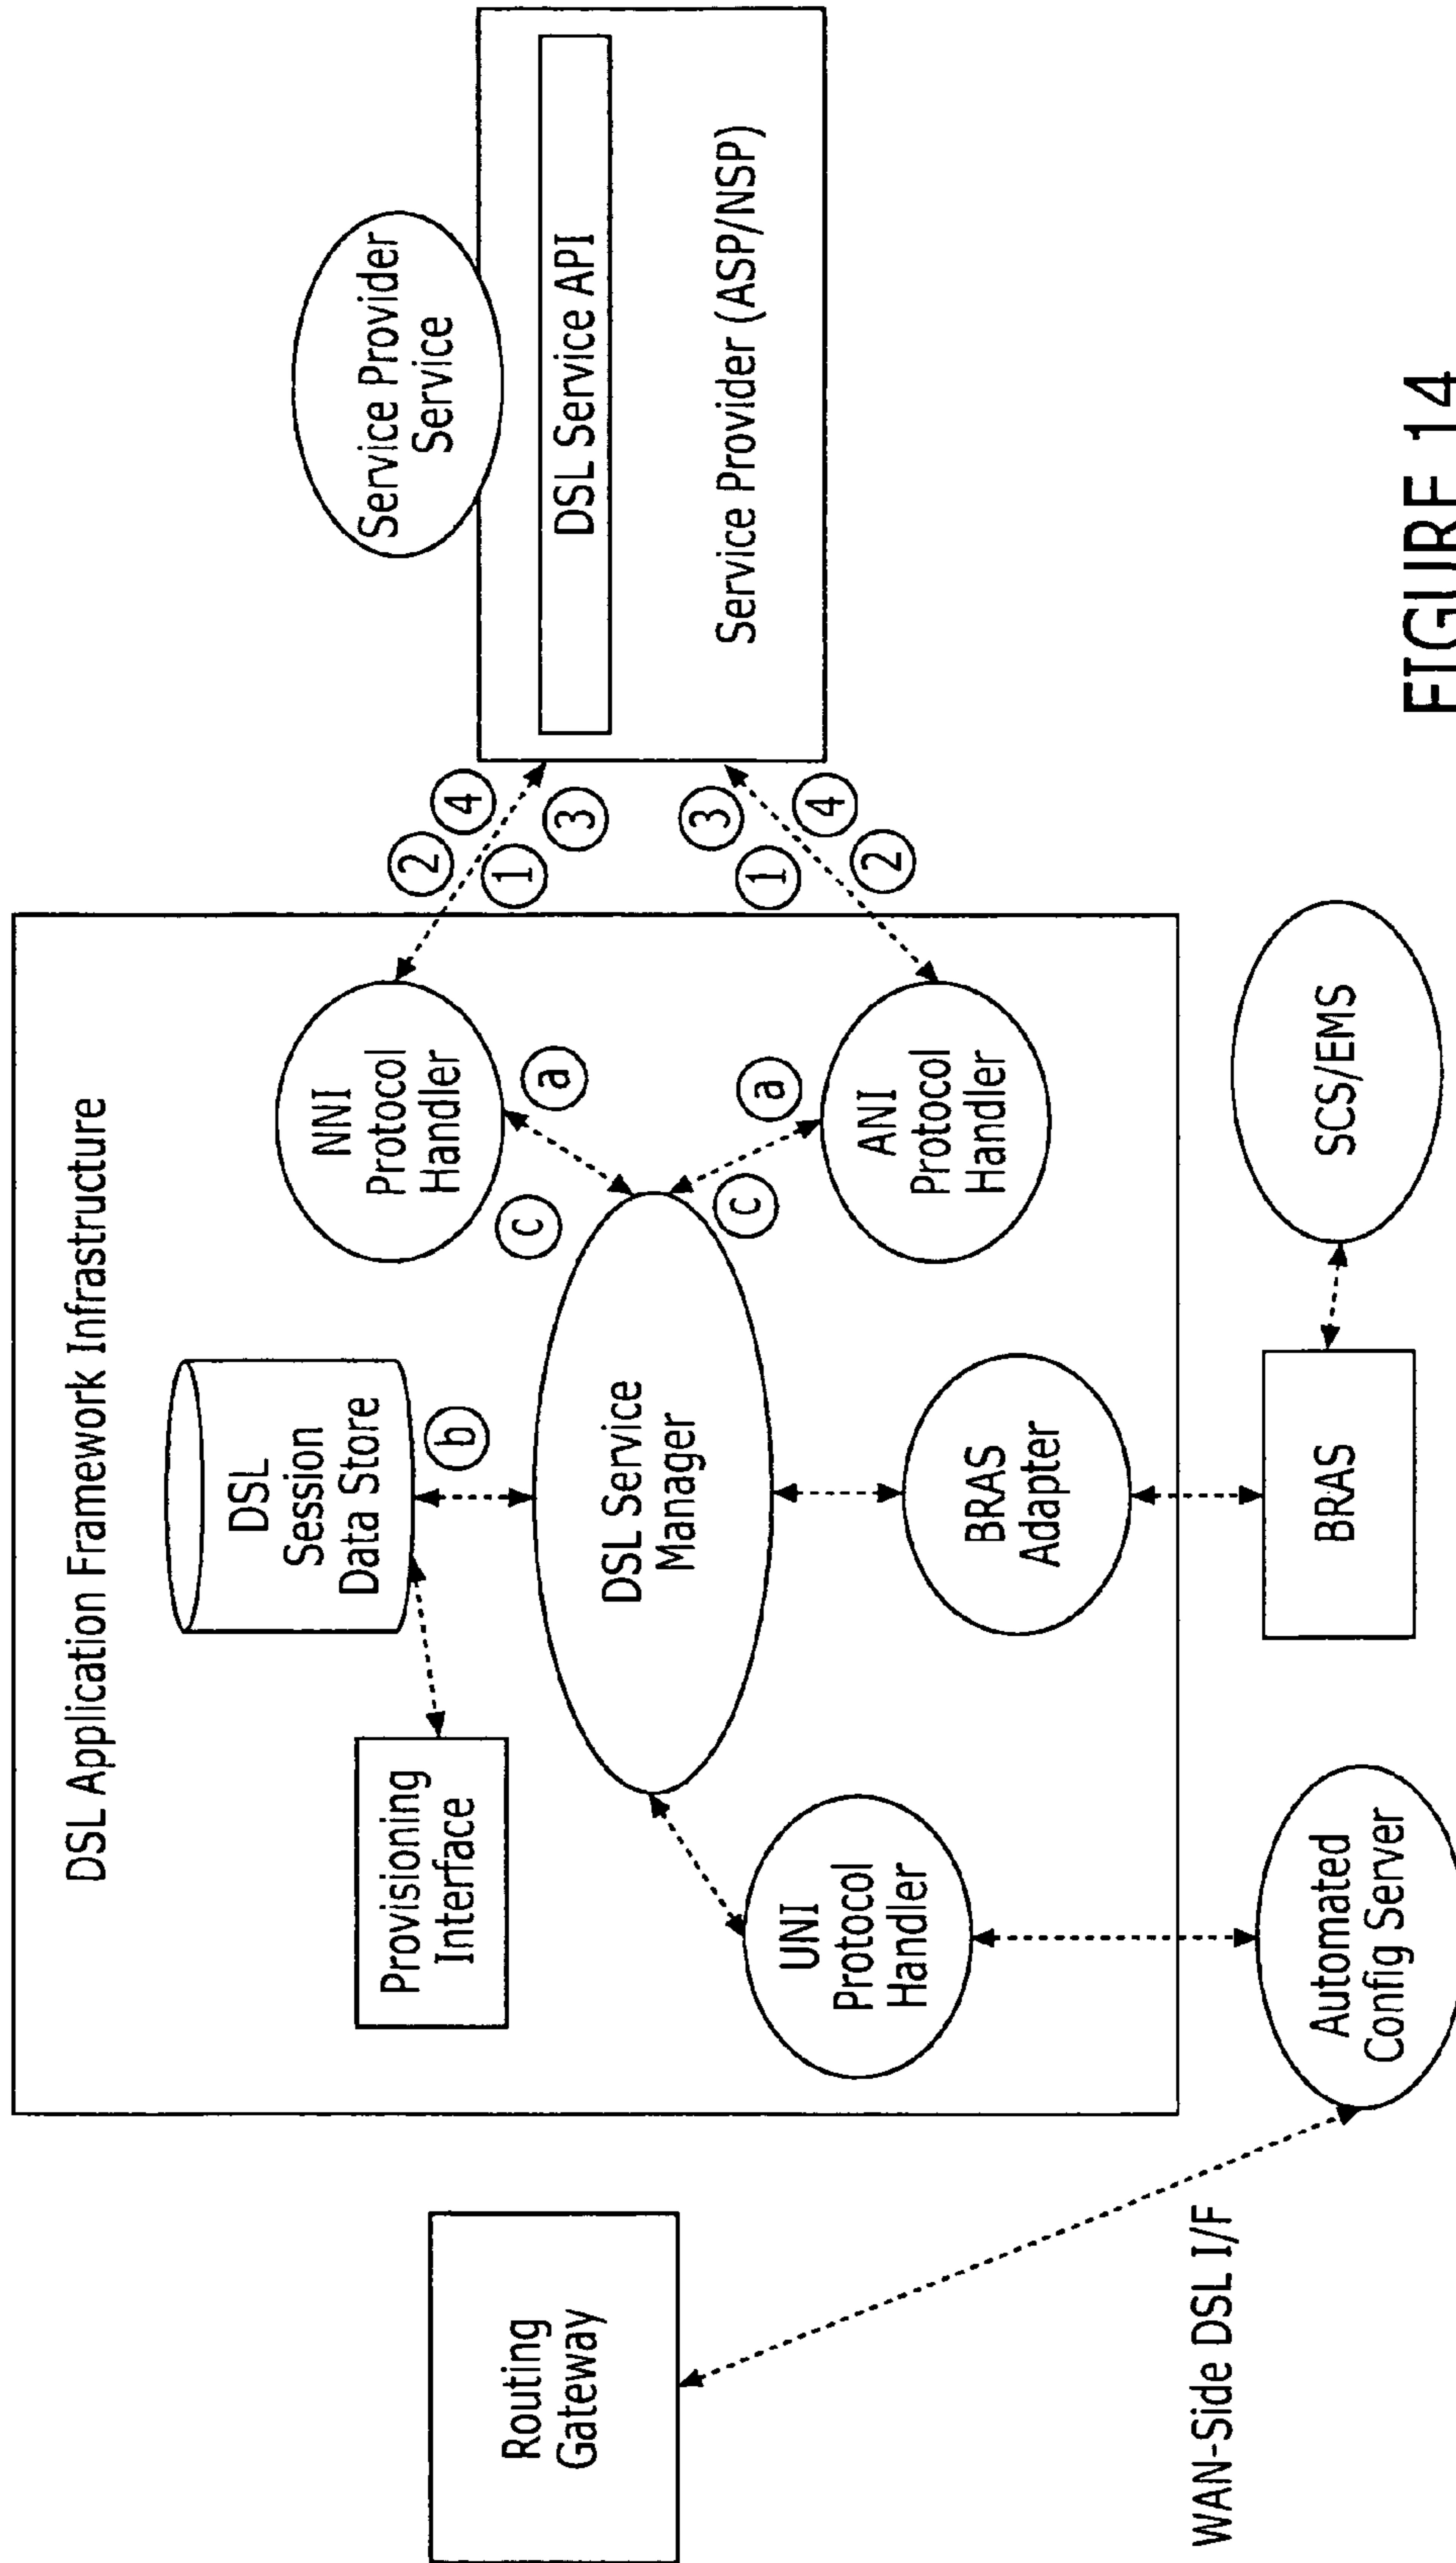 DSL Application Framework Infrastructure
Routing
Gateway
Provisioning
Interface
DSL
Session
Data Store
b
DSL Service
Manager
UNI
Protocol
Handler
BRAS
Adapter
NNI
Protocol
Handler
a
c
a
c
ANI
Protocol
Handler
2
4
1
3
3
1
4
2
Service Provider
Service
DSL Service API
Service Provider (ASP/NSP)
WAN-Side DSL I/F
Automated
Config Server
BRAS
SCS/EMS
FIGURE 14